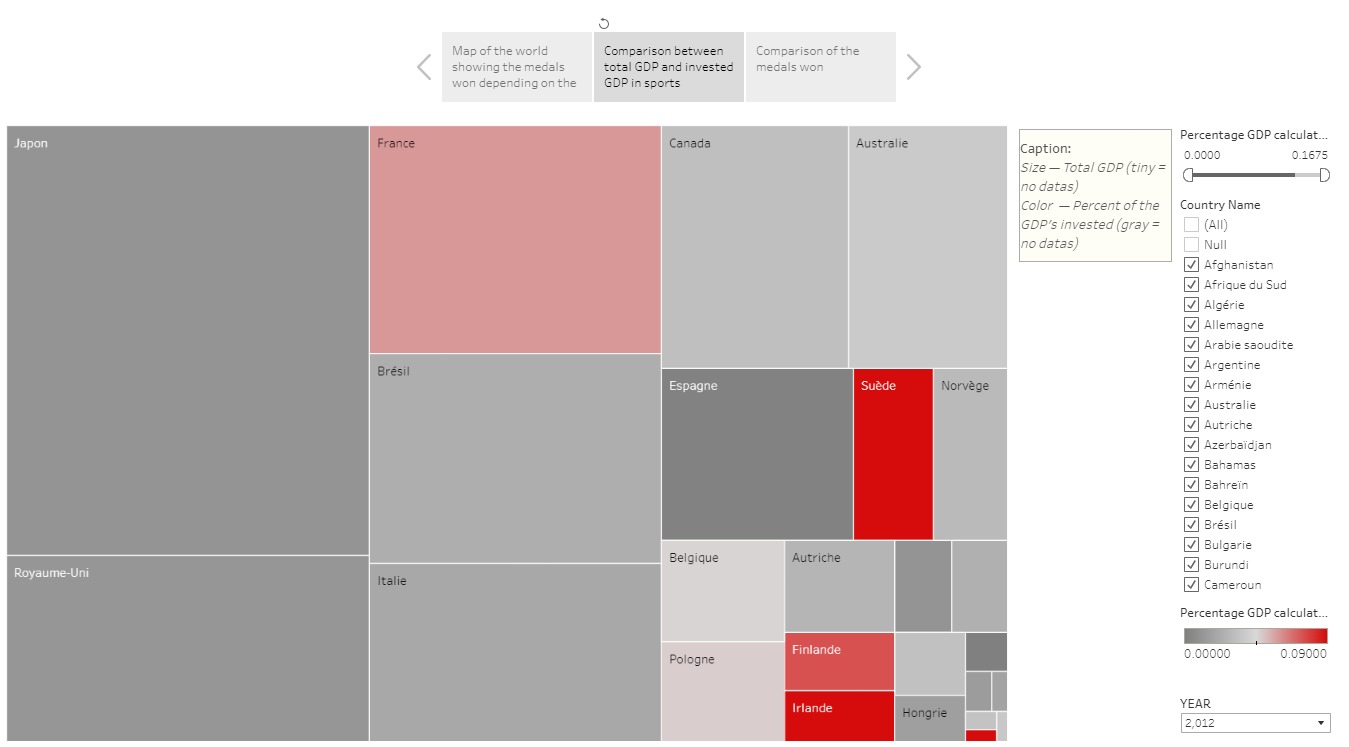 Map of the world
showing the medals
won depending on the
Comparison between
total GDP and invested
GDP in sports
Comparison of the
medals won
Japon
France
Canada
Australie
Brésil
Espagne
Suède
Norvège
Royaume-Uni
Italie
Belgique
Autriche
Pologne
Finlande
Irlande
Hongrie
Caption:
Size — Total GDP (tiny =
no datas)
Color — Percent of the
GDP's invested (gray =
no datas)
Percentage GDP calculat...
0.0000 0.1675
Country Name
(All)
Null
Afghanistan
Afrique du Sud
Algérie
Allemagne
Arabie saoudite
Argentine
Arménie
Australie
Autriche
Azerbaïdjan
Bahamas
Bahreïn
Belgique
Brésil
Bulgarie
Burundi
Cameroun
Percentage GDP calculat...
0.00000 0.09000
YEAR
2,012